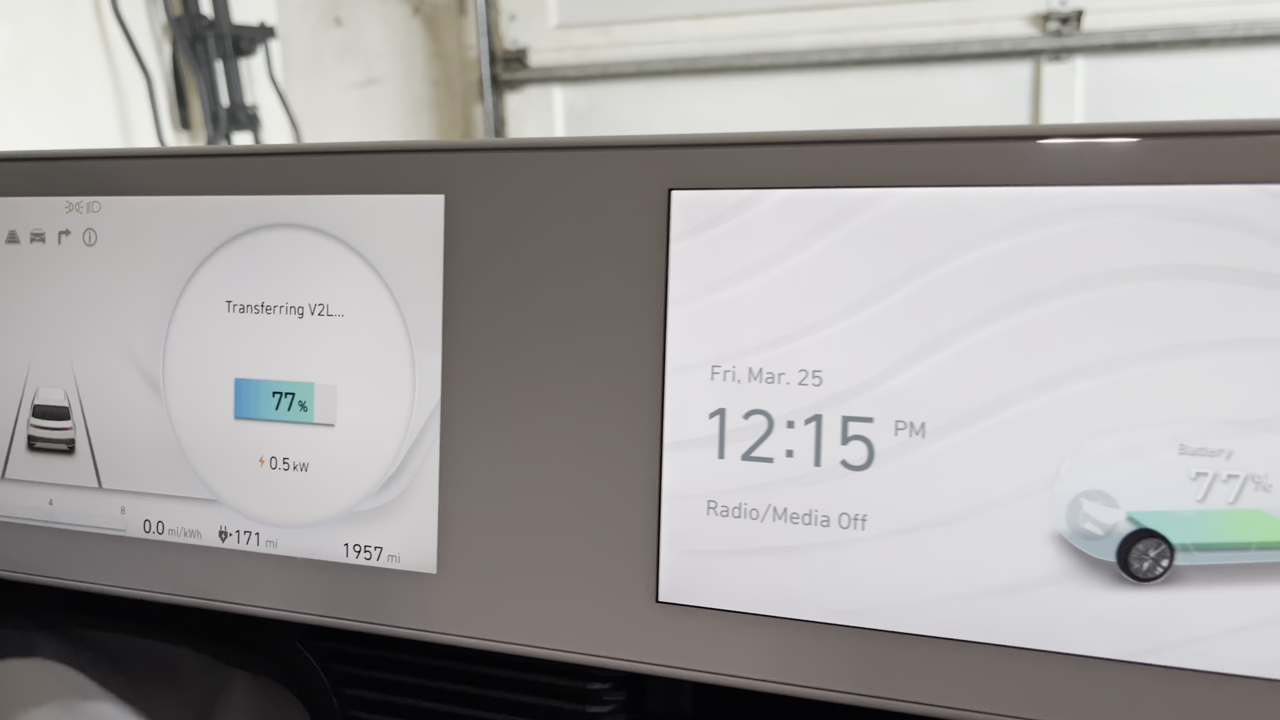 Transferring V2L...
77%
0.5 kW
4
8
0.0 mi/kWh
171 mi
1957 mi
Fri, Mar. 25
12:15 PM
Radio/Media Off
Battery
77%